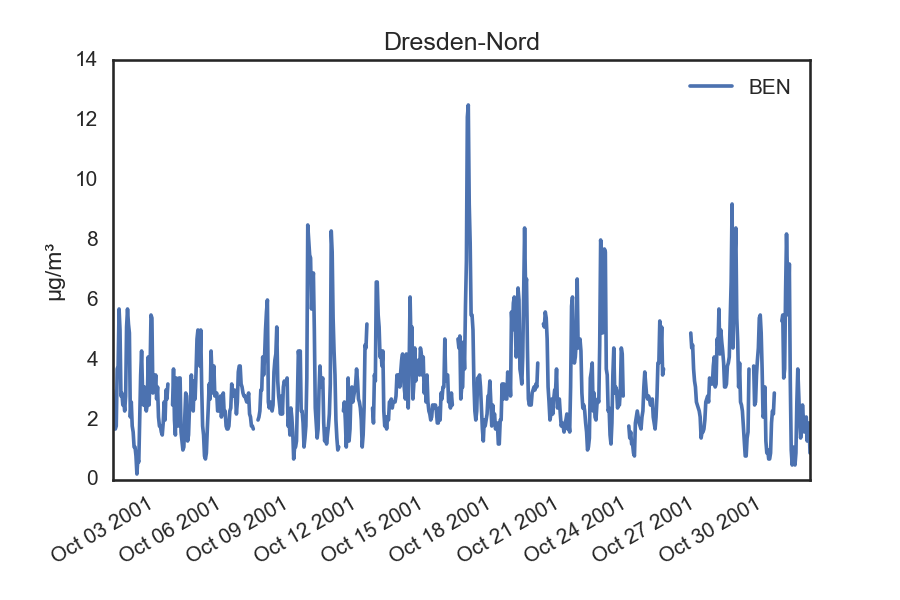 Dresden-Nord
BEN
µg/m³
14
12
10
8
6
4
2
0
Oct 03 2001
Oct 06 2001
Oct 09 2001
Oct 12 2001
Oct 15 2001
Oct 18 2001
Oct 21 2001
Oct 24 2001
Oct 27 2001
Oct 30 2001